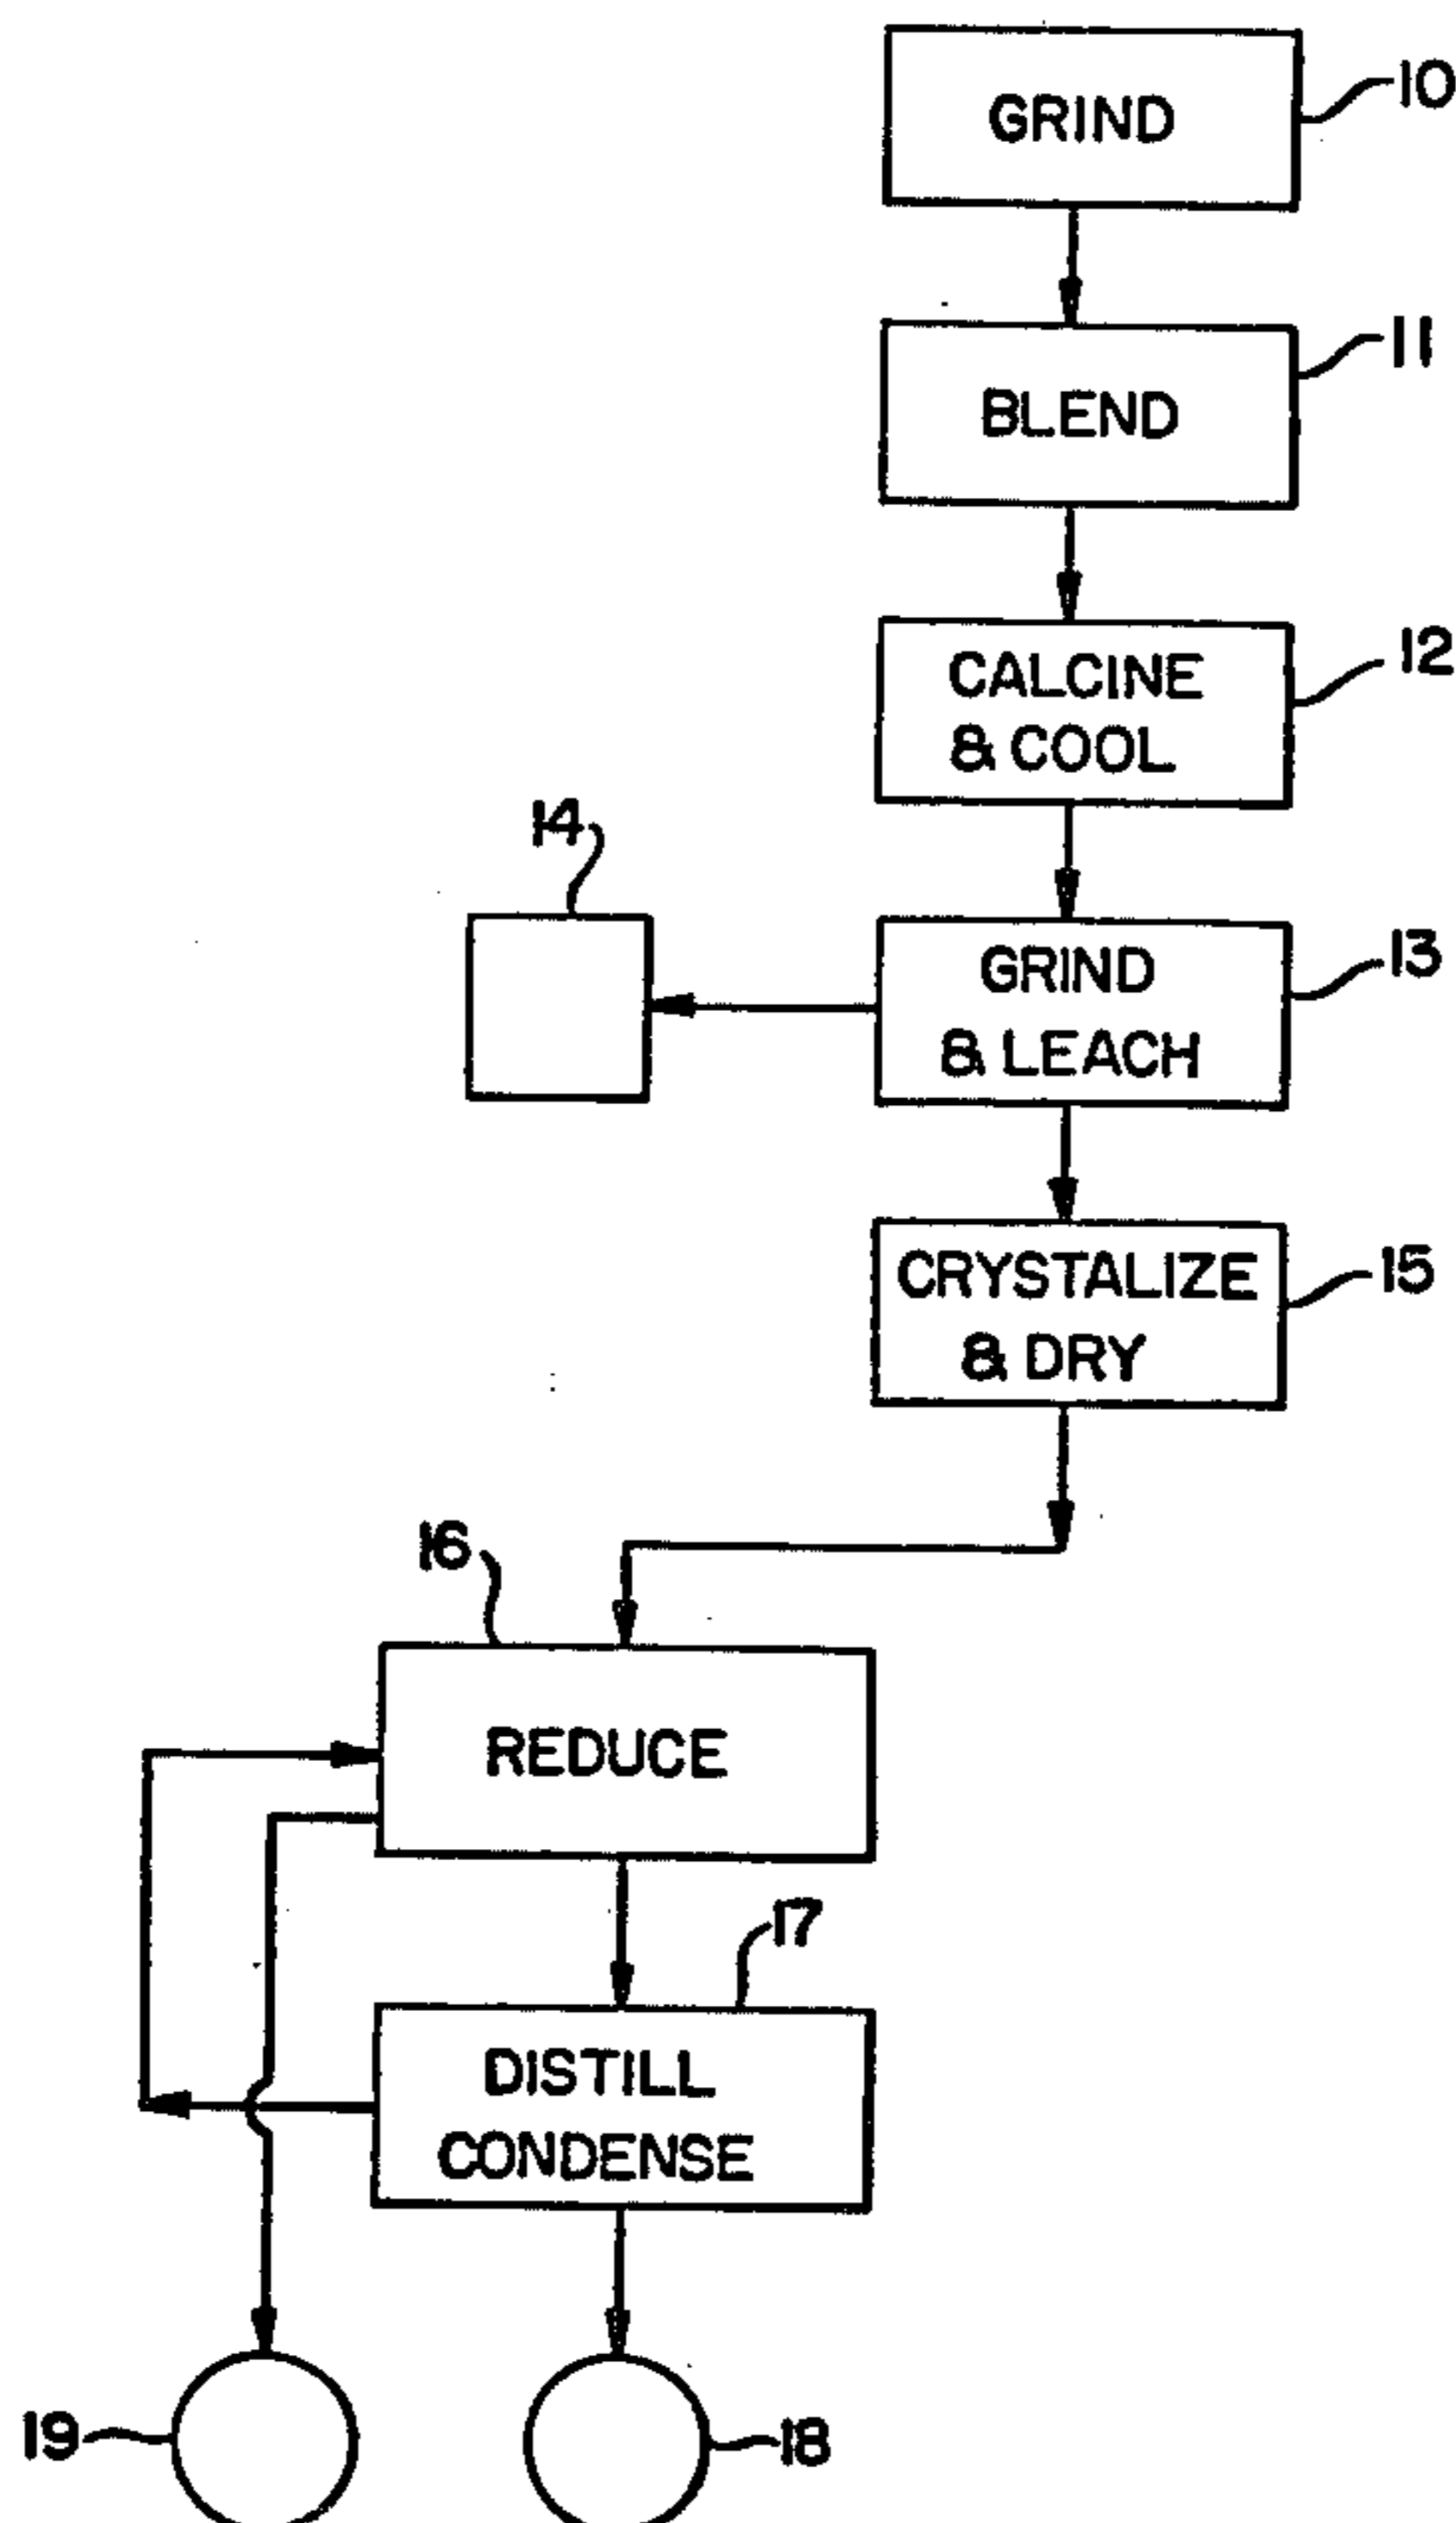 GRIND
10
BLEND
11
CALCINE
& COOL
12
14
GRIND
& LEACH
13
CRYSTALIZE
& DRY
15
16
REDUCE
17
DISTILL
CONDENSE
19
18